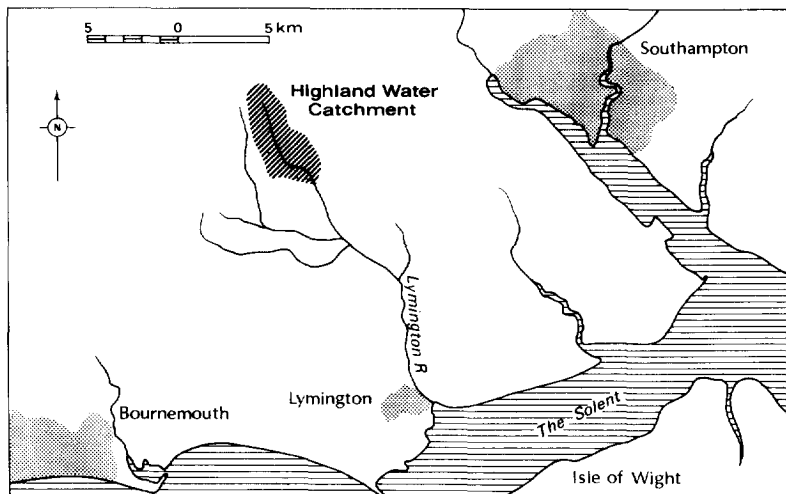 5 0 5 km
Southampton
Highland Water
Catchment
N
Lymington R
Bournemouth
Lymington
The Solent
Isle of Wight